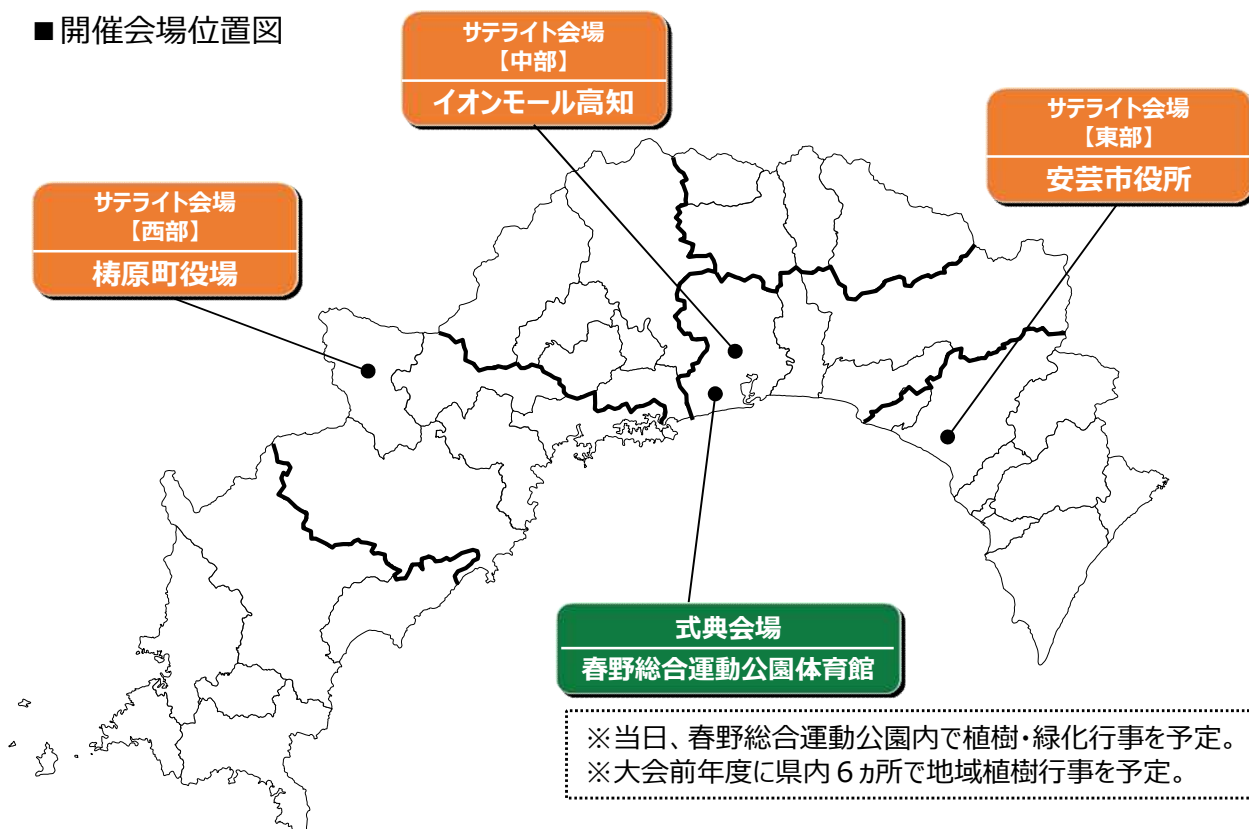 ■開催会場位置図
サテライト会場
【中部】
イオンモール高知
サテライト会場
【東部】
安芸市役所
サテライト会場
【西部】
梼原町役場
式典会場
春野総合運動公園体育館
※当日、春野総合運動公園内で植樹・緑化行事を予定。
※大会前年度に県内６ヵ所で地域植樹行事を予定。